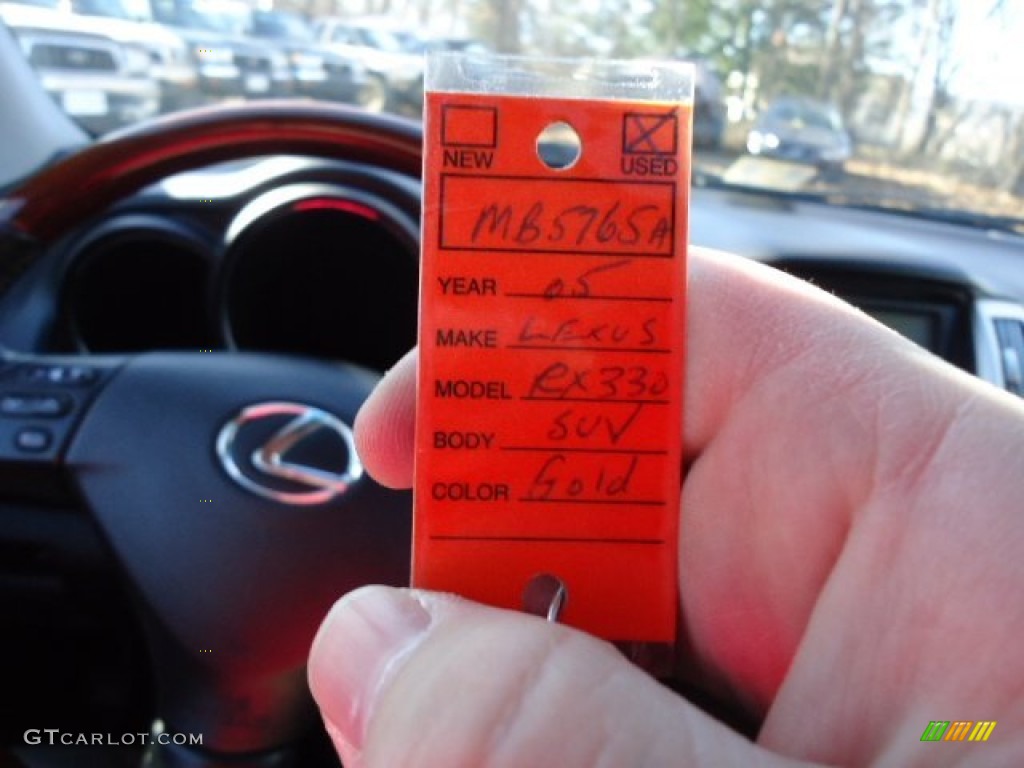 NEW USED
MB5765A
YEAR 05
MAKE LEXUS
MODEL RX330
BODY SUV
COLOR Gold
GTCARLOT.COM